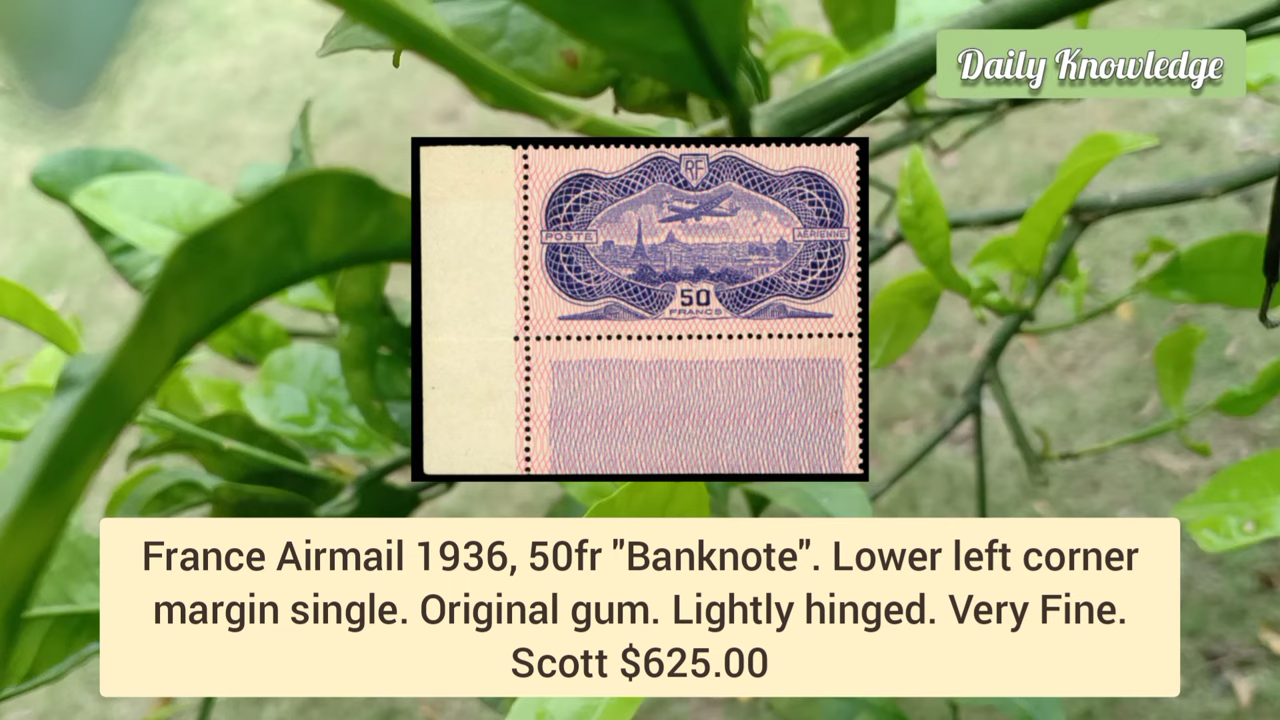 Daily Knowledge
RF
POSTE
AÉRIENNE
50
FRANCS
France Airmail 1936, 50fr "Banknote". Lower left corner
margin single. Original gum. Lightly hinged. Very Fine.
Scott $625.00